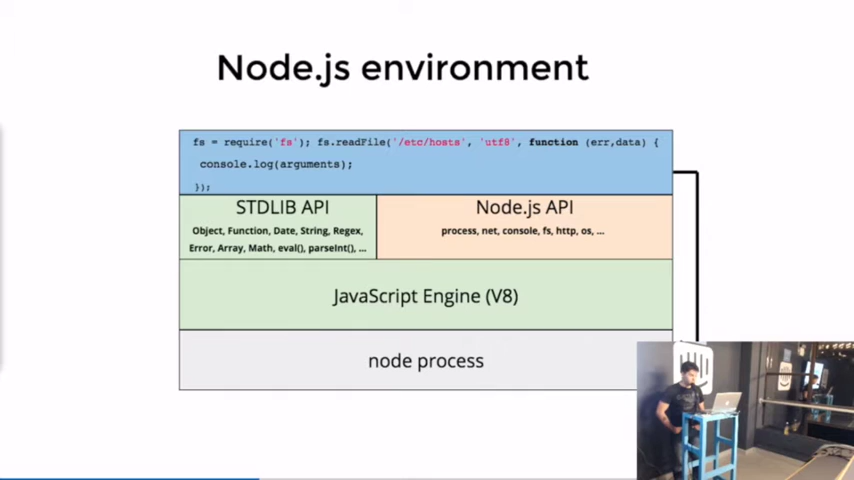 Node.js environment
fs = require('fs'); fs.readFile('/etc/hosts', 'utf8', function (err,data) {
console.log(arguments);
});
STDLIB API
Object, Function, Date, String, Regex,
Error, Array, Math, eval(), parseInt(), ...
Node.js API
process, net, console, fs, http, os, ...
JavaScript Engine (V8)
node process